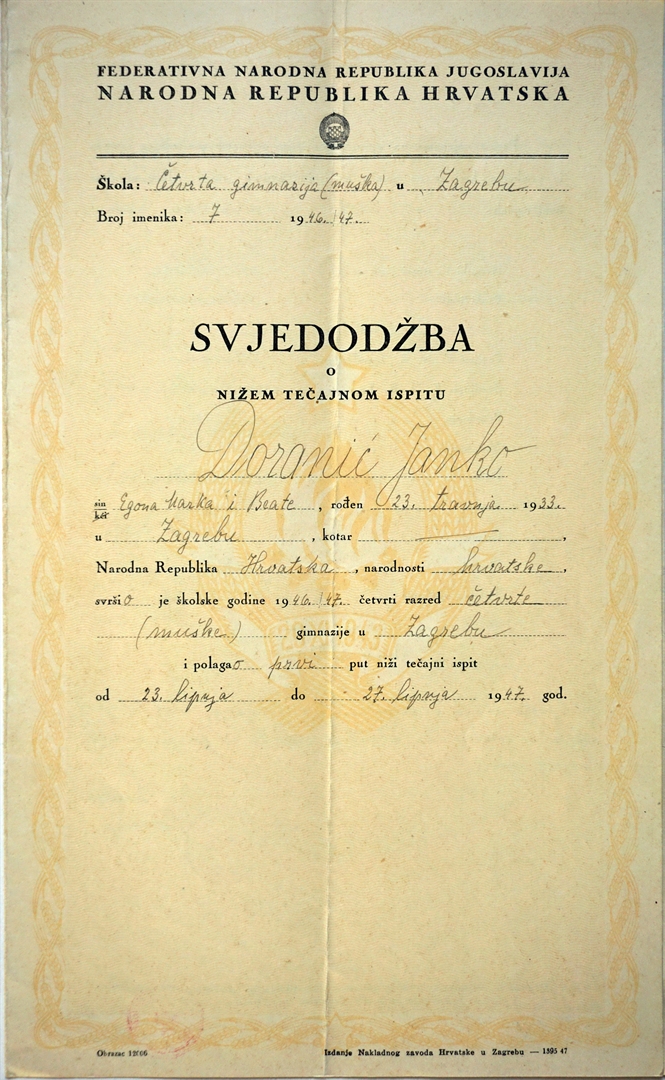 FEDERATIVNA NARODNA REPUBLIKA JUGOSLAVIJA
NARODNA REPUBLIKA HRVATSKA
Škola: Četvrta gimnazija (muška) u Zagrebu
Broj imenika: 7 1946./47.
SVJEDODŽBA
O
NIŽEM TEČAJNOM ISPITU
Doranić Janko
sin
kći
Egona Marka i Beate, rođen 23. travnja 1933.
u Zagrebu, kotar —,
Narodna Republika Hrvatska, narodnosti hrvatske,
svršio je školske godine 1946./47. četvrti razred četvrte
(muške) gimnazije u Zagrebu
i polagao prvi put niži tečajni ispit
od 23. lipnja do 27. lipnja 1947. god.
Obrazac 12006
Izdanje Nakladnog zavoda Hrvatske u Zagrebu — 1395 47